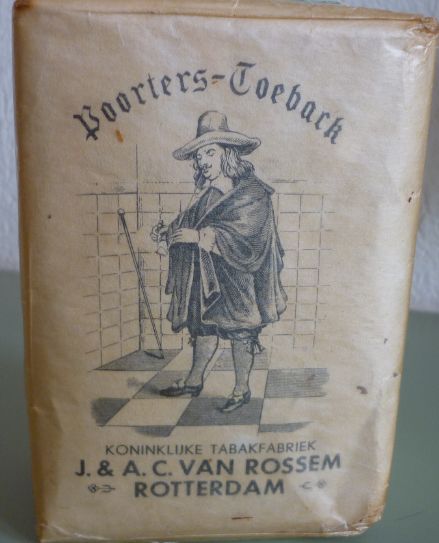 Poorters-Toeback
KONINKLIJKE TABAKFABRIEK
J. & A. C. VAN ROSSEM
ROTTERDAM